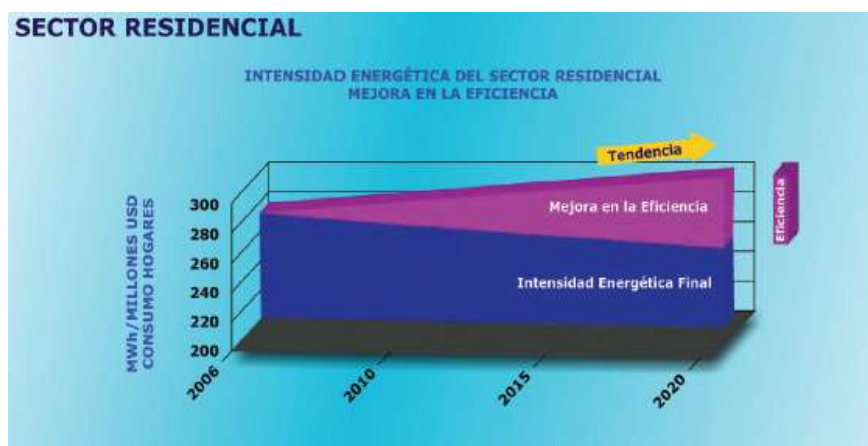 SECTOR RESIDENCIAL
INTENSIDAD ENERGÉTICA DEL SECTOR RESIDENCIAL
MEJORA EN LA EFICIENCIA
Tendencia
Eficiencia
Mejora en la Eficiencia
Intensidad Energética Final
MWh/MILLONES USD
CONSUMO HOGARES
300
280
260
240
220
200
2006
2010
2015
2020